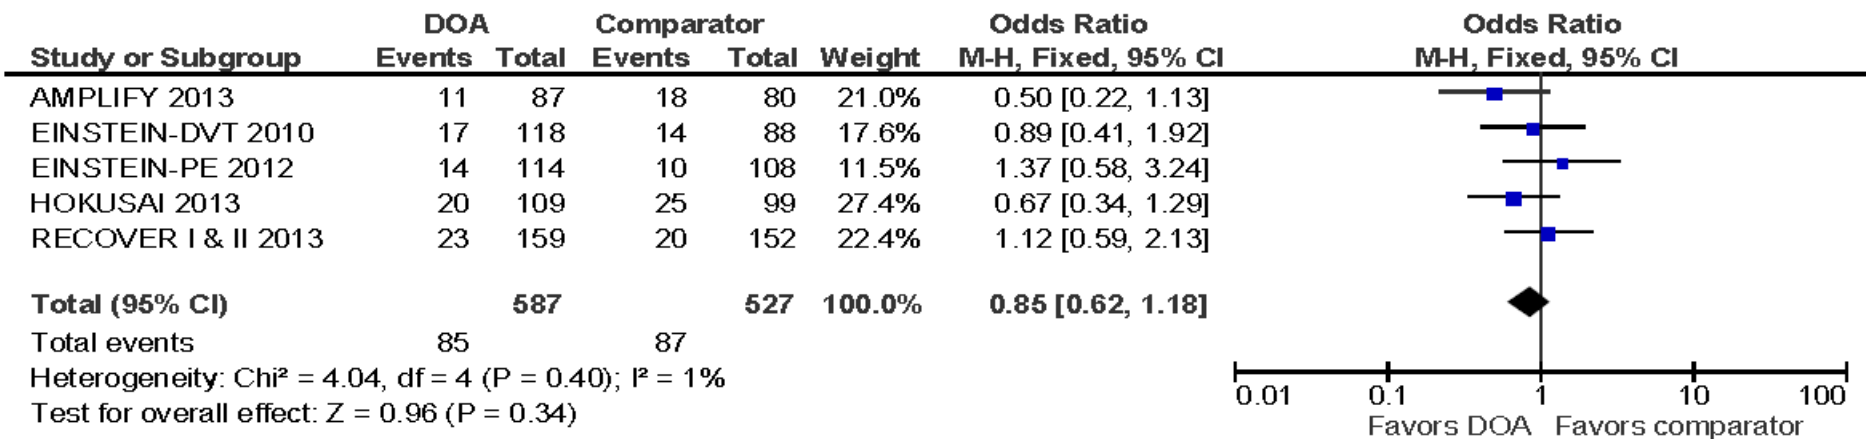 DOA Comparator Odds Ratio Odds Ratio
Study or Subgroup Events Total Events Total Weight M-H, Fixed, 95% CI M-H, Fixed, 95% CI
AMPLIFY 2013 11 87 18 80 21.0% 0.50 [0.22, 1.13]
EINSTEIN-DVT 2010 17 118 14 88 17.6% 0.89 [0.41, 1.92]
EINSTEIN-PE 2012 14 114 10 108 11.5% 1.37 [0.58, 3.24]
HOKUSAI 2013 20 109 25 99 27.4% 0.67 [0.34, 1.29]
RECOVER I & II 2013 23 159 20 152 22.4% 1.12 [0.59, 2.13]
Total (95% CI) 587 527 100.0% 0.85 [0.62, 1.18]
Total events 85 87
Heterogeneity: Chi² = 4.04, df = 4 (P = 0.40); I² = 1%
Test for overall effect: Z = 0.96 (P = 0.34)
0.01 0.1 1 10 100
Favors DOA Favors comparator